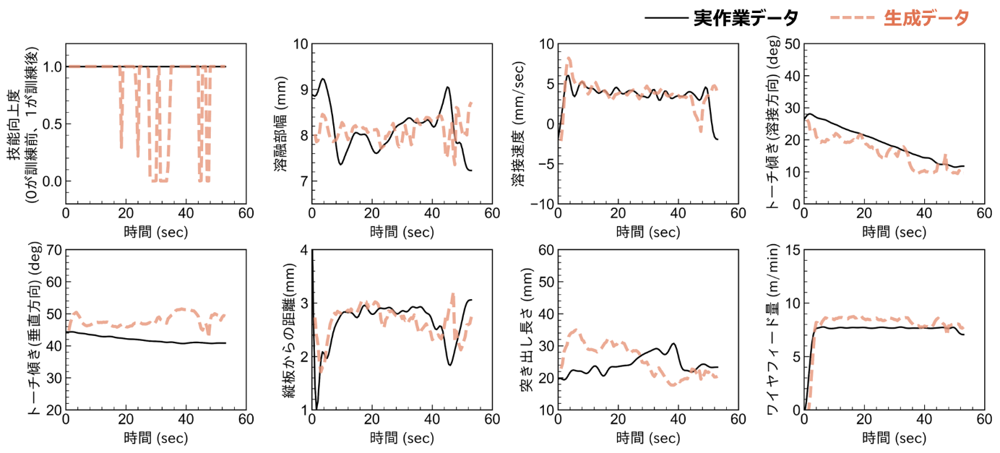 実作業データ
生成データ
技能向上度
(0が訓練前、1が訓練後)
1.0
0.5
0.0
0 20 40 60
時間 (sec)
溶融部幅 (mm)
10
9
8
7
0 20 40 60
時間 (sec)
溶接速度 (mm/sec)
10
5
0
−5
−10
0 20 40 60
時間 (sec)
トーチ傾き(溶接方向) (deg)
50
40
30
20
10
0
0 20 40 60
時間 (sec)
トーチ傾き(垂直方向) (deg)
70
60
50
40
30
20
0 20 40 60
時間 (sec)
縦板からの距離(mm)
4
3
2
1
0 20 40 60
時間 (sec)
突き出し長さ (mm)
60
50
40
30
20
10
0 20 40 60
時間 (sec)
ワイヤフィード量 (m/min)
15
10
5
0
0 20 40 60
時間 (sec)